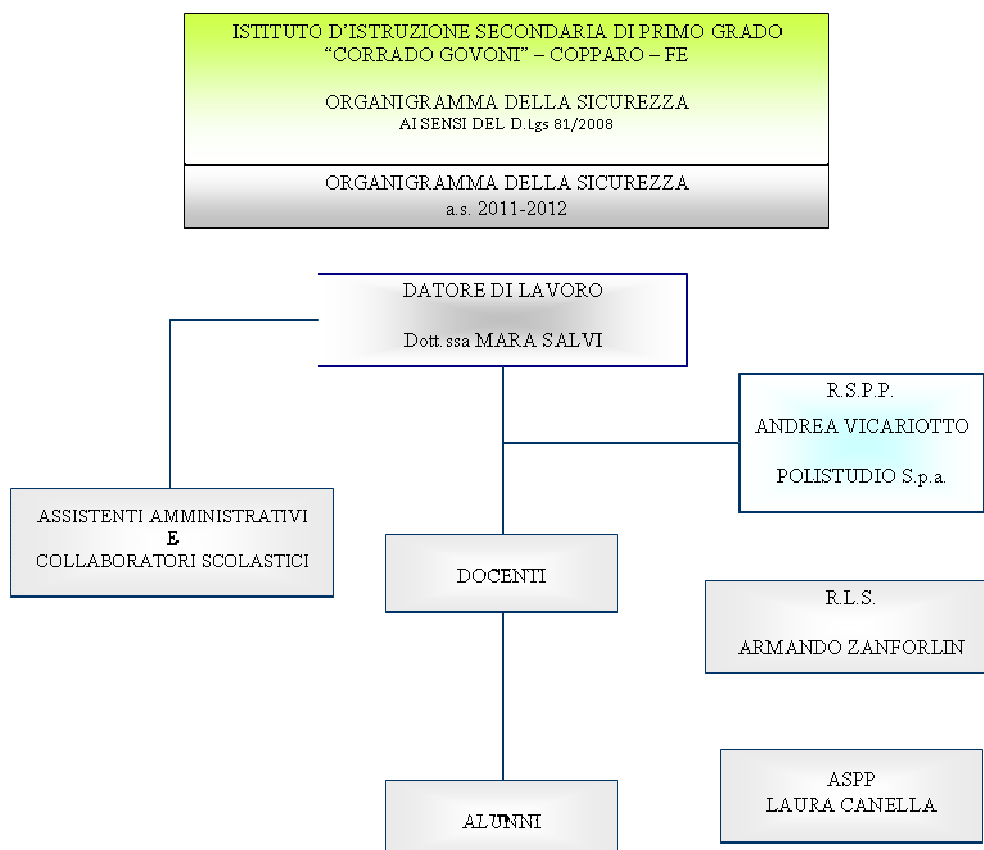 ISTITUTO D'ISTRUZIONE SECONDARIA DI PRIMO GRADO
“CORRADO GOVONI” – COPPARO – FE
ORGANIGRAMMA DELLA SICUREZZA
AI SENSI DEL D.Lgs 81/2008
ORGANIGRAMMA DELLA SICUREZZA
a.s. 2011-2012
DATORE DI LAVORO
Dott.ssa MARA SALVI
R.S.P.P.
ANDREA VICARIOTTO
POLISTUDIO S.p.a.
ASSISTENTI AMMINISTRATIVI
E
COLLABORATORI SCOLASTICI
DOCENTI
R.L.S.
ARMANDO ZANFORLIN
ASPP
LAURA CANELLA
ALUNNI